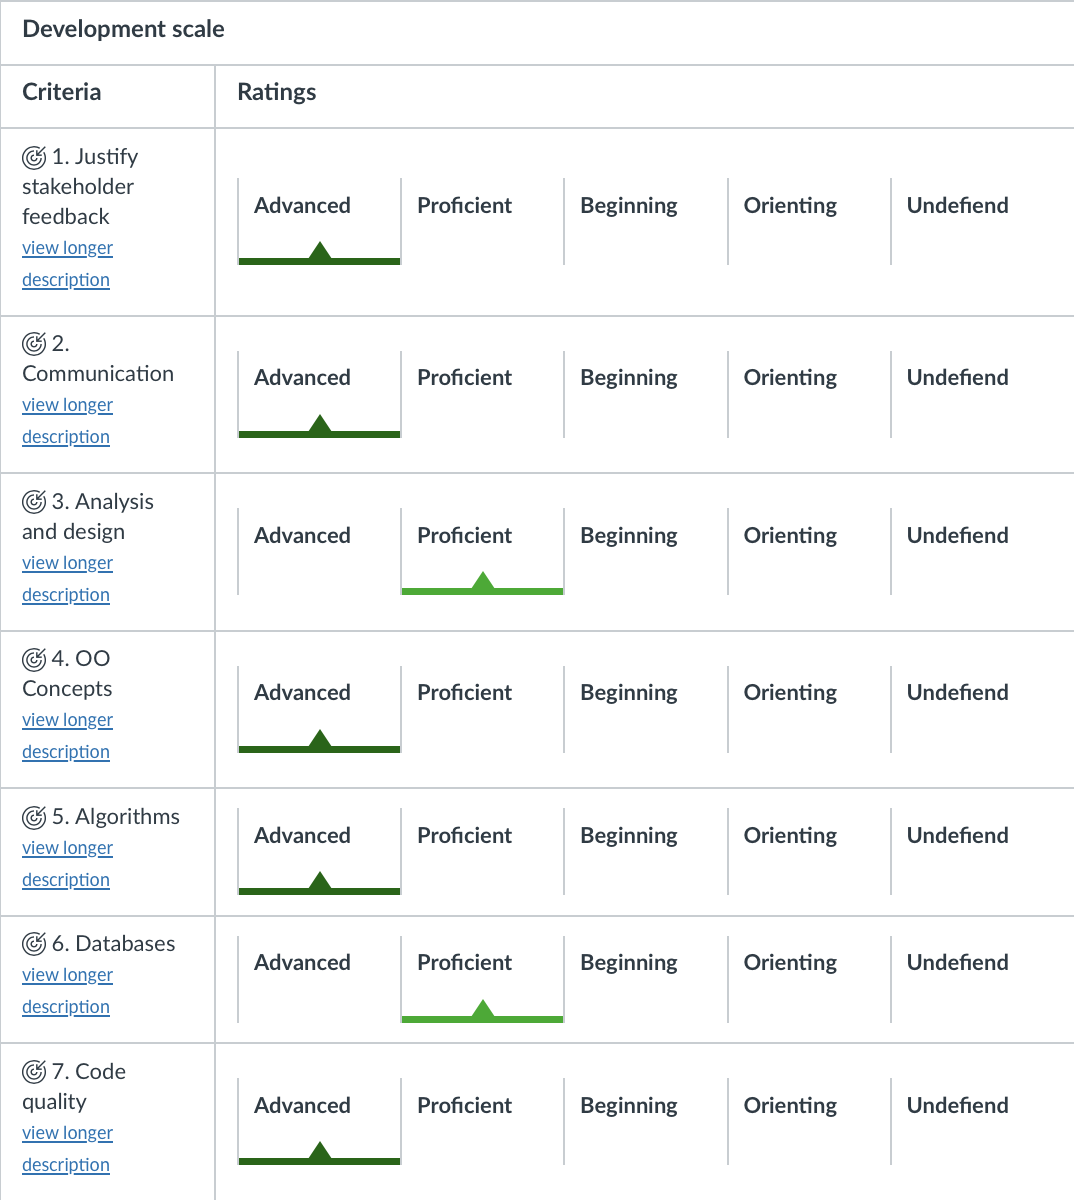 Development scale
Criteria
Ratings
1. Justify
stakeholder
feedback
view longer
description
Advanced
Proficient
Beginning
Orienting
Undefiend
2.
Communication
view longer
description
Advanced
Proficient
Beginning
Orienting
Undefiend
3. Analysis
and design
view longer
description
Advanced
Proficient
Beginning
Orienting
Undefiend
4. OO
Concepts
view longer
description
Advanced
Proficient
Beginning
Orienting
Undefiend
5. Algorithms
view longer
description
Advanced
Proficient
Beginning
Orienting
Undefiend
6. Databases
view longer
description
Advanced
Proficient
Beginning
Orienting
Undefiend
7. Code
quality
view longer
description
Advanced
Proficient
Beginning
Orienting
Undefiend